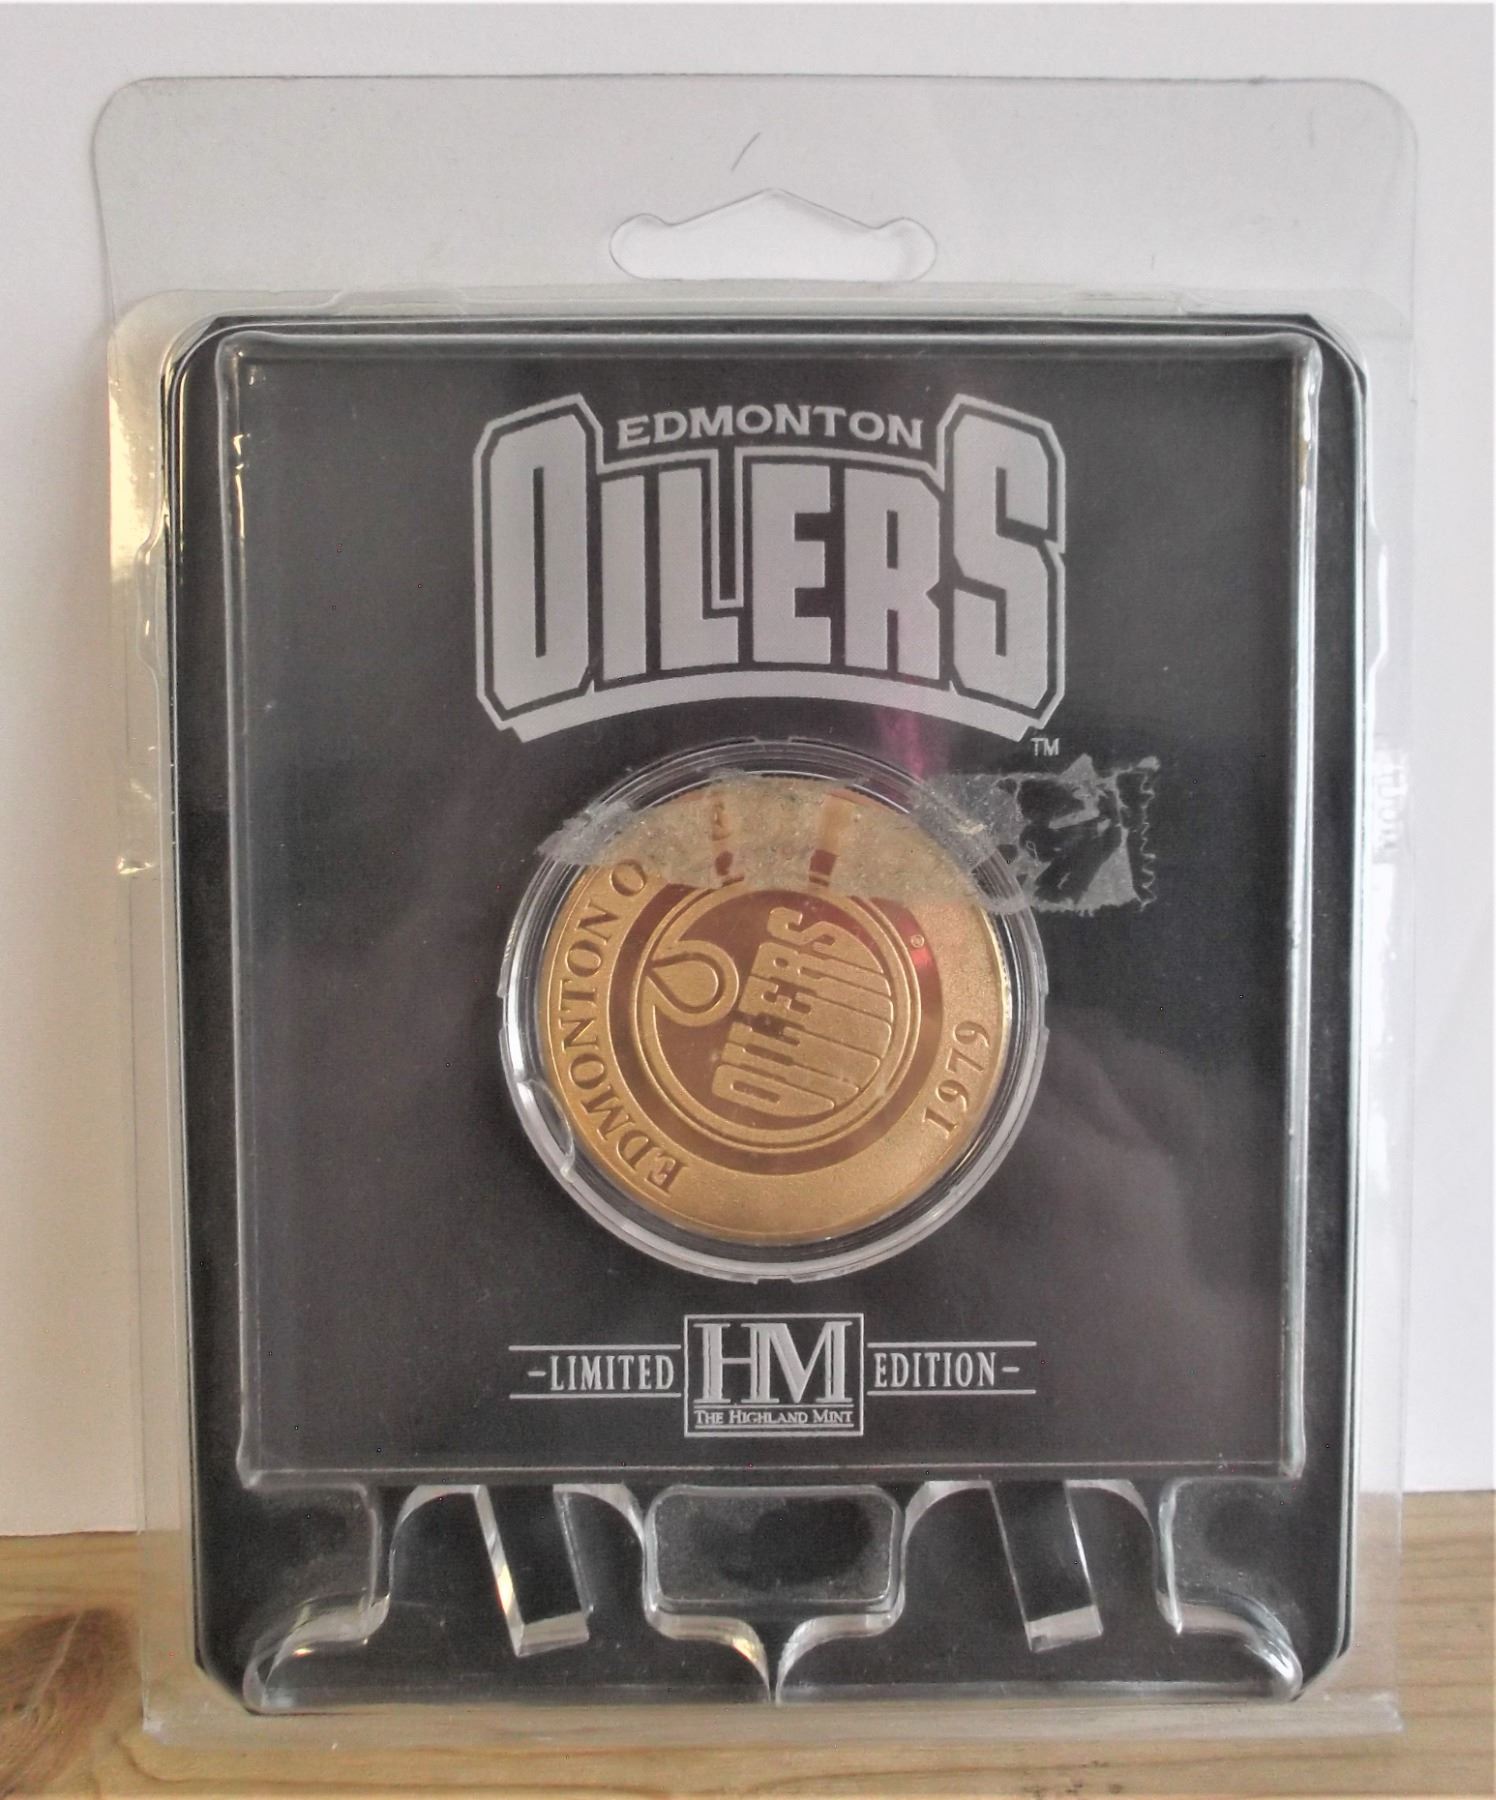 EDMONTON
OILERS
TM
EDMONTON O
OILERS
®
1979
-LIMITED
HM
THE HIGHLAND MINT
EDITION-